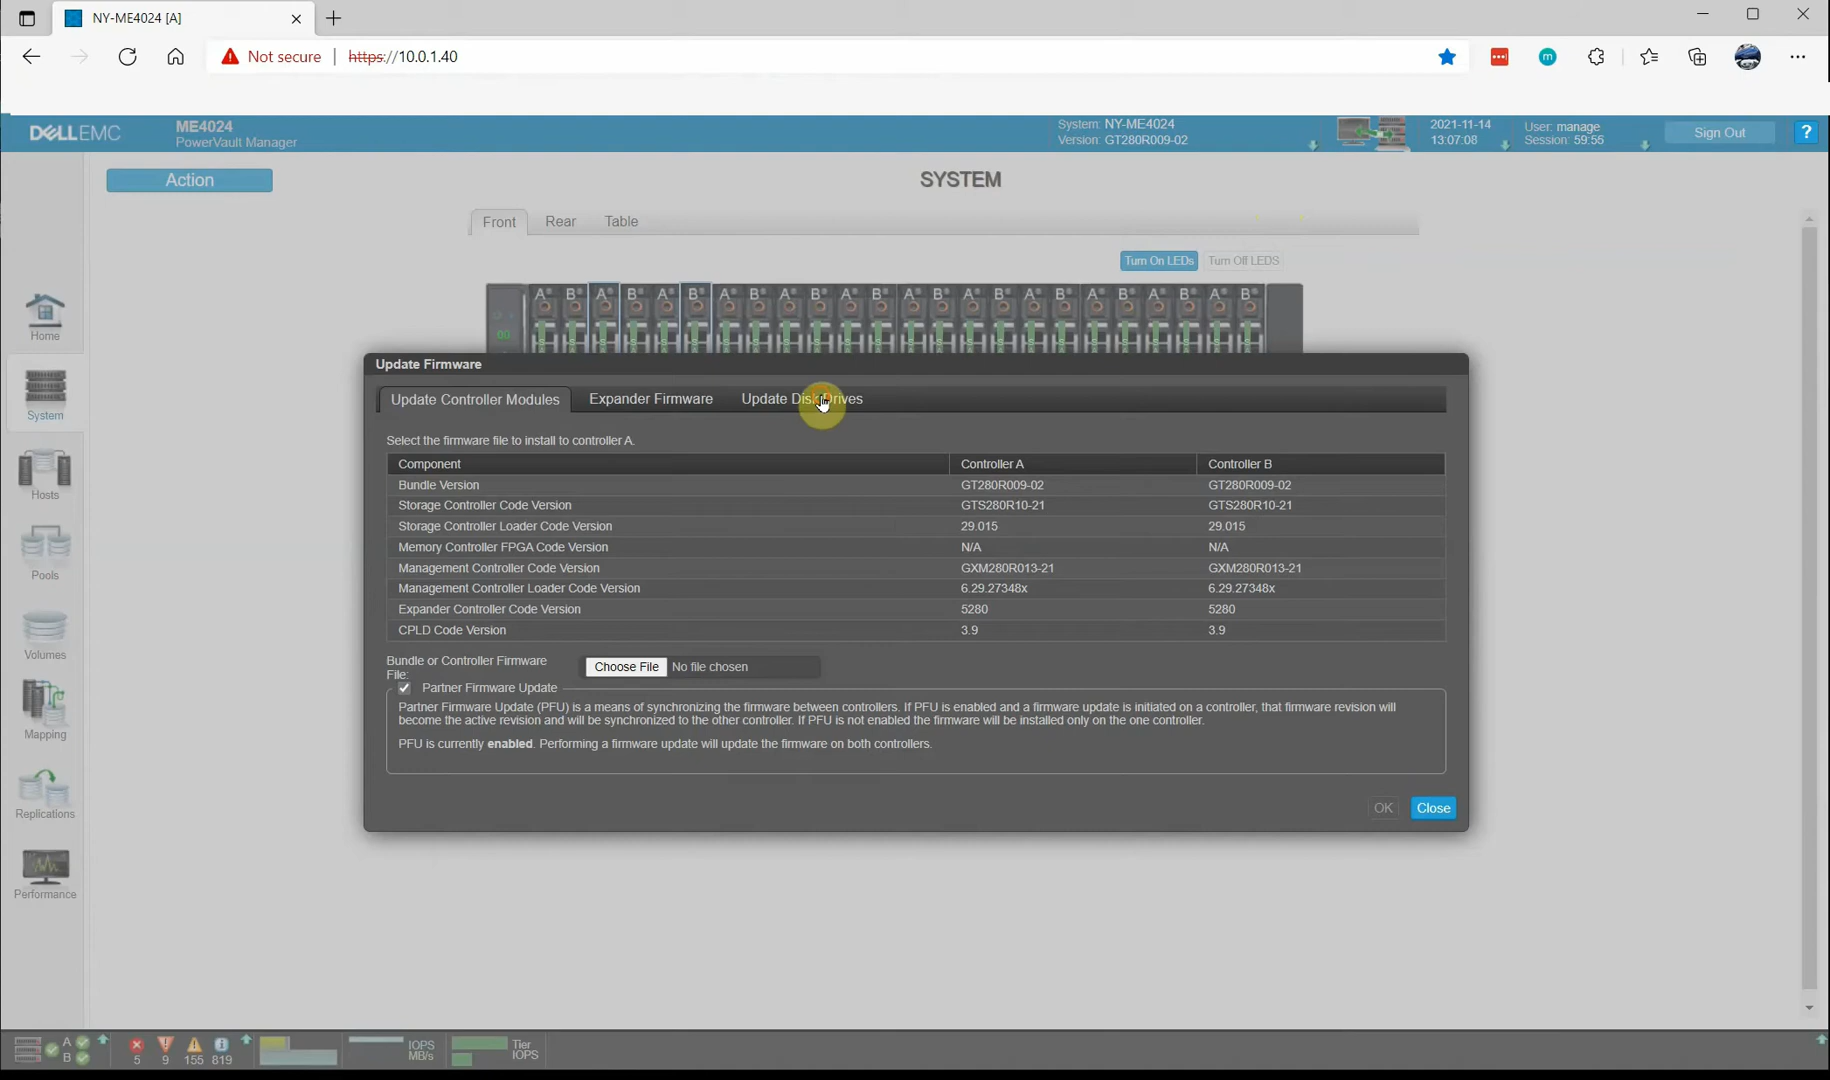 NY-ME4024 [A]
Not secure | https://10.0.1.40
DELLEMC
ME4024
PowerVault Manager
System: NY-ME4024
Version: GT280R009-02
2021-11-14
13:07:08
User: manage
Session: 59:55
Sign Out
?
Action
SYSTEM
Front Rear Table
Turn On LEDs Turn Off LEDS
A B A B A B A B A B A B A B A B A B A B A B A B
Home
System
Hosts
Pools
Volumes
Mapping
Replications
Performance
Update Firmware
Update Controller Modules Expander Firmware Update Disk Drives
Select the firmware file to install to controller A.
Component Controller A Controller B
Bundle Version GT280R009-02 GT280R009-02
Storage Controller Code Version GTS280R10-21 GTS280R10-21
Storage Controller Loader Code Version 29.015 29.015
Memory Controller FPGA Code Version N/A N/A
Management Controller Code Version GXM280R013-21 GXM280R013-21
Management Controller Loader Code Version 6.29.27348x 6.29.27348x
Expander Controller Code Version 5280 5280
CPLD Code Version 3.9 3.9
Bundle or Controller Firmware
File:
Choose File No file chosen
Partner Firmware Update
Partner Firmware Update (PFU) is a means of synchronizing the firmware between controllers. If PFU is enabled and a firmware update is initiated on a controller, that firmware revision will
become the active revision and will be synchronized to the other controller. If PFU is not enabled the firmware will be installed only on the one controller.
PFU is currently enabled. Performing a firmware update will update the firmware on both controllers.
OK Close
A
B
5 9 155 819
IOPS
MB/s
Tier
IOPS